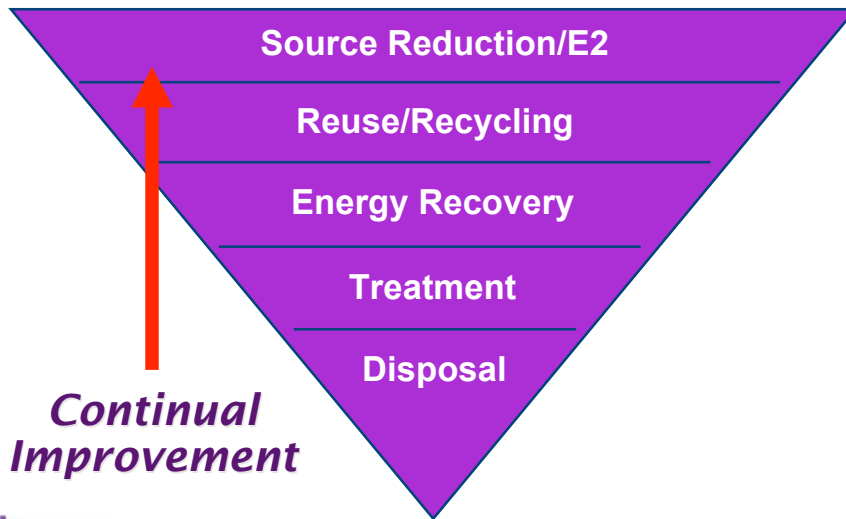 Source Reduction/E2
Reuse/Recycling
Energy Recovery
Treatment
Disposal
Continual
Improvement